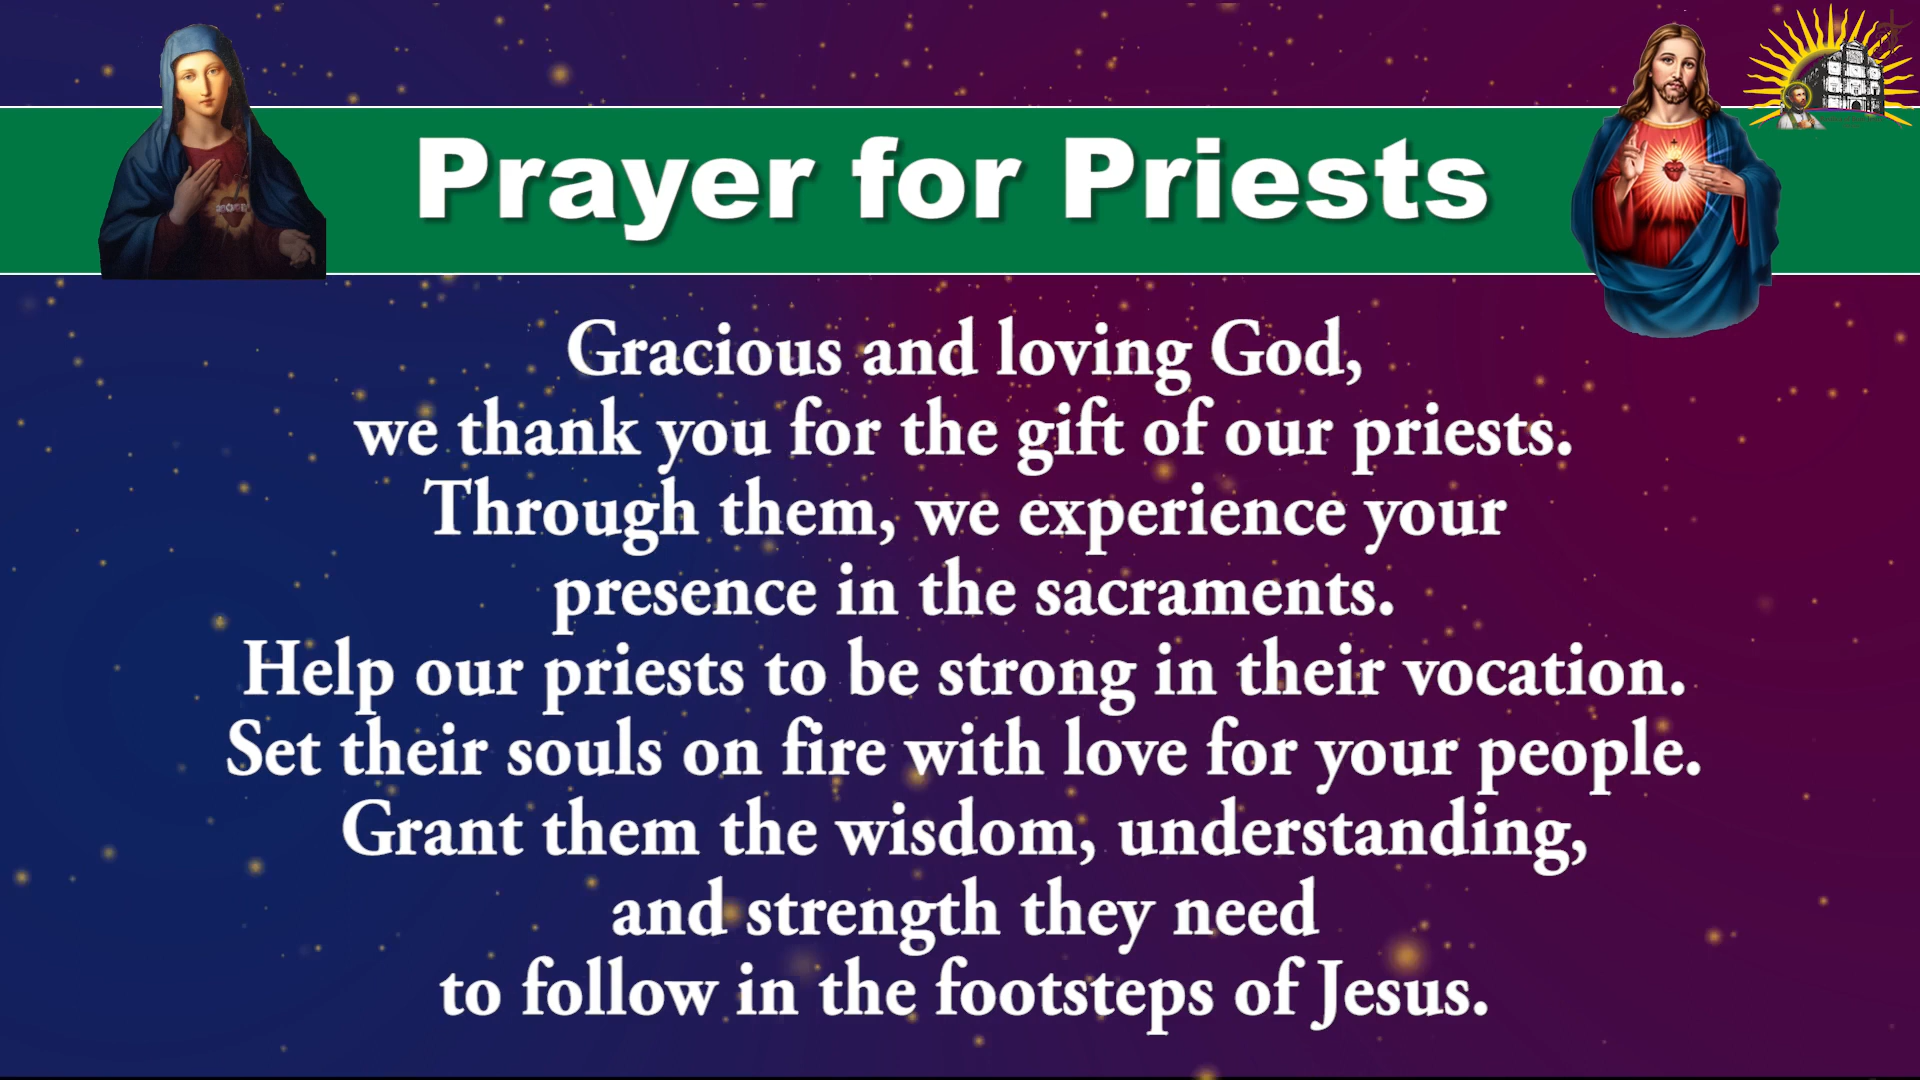 Prayer for Priests
Gracious and loving God,
we thank you for the gift of our priests.
Through them, we experience your
presence in the sacraments.
Help our priests to be strong in their vocation.
Set their souls on fire with love for your people.
Grant them the wisdom, understanding,
and strength they need
to follow in the footsteps of Jesus.